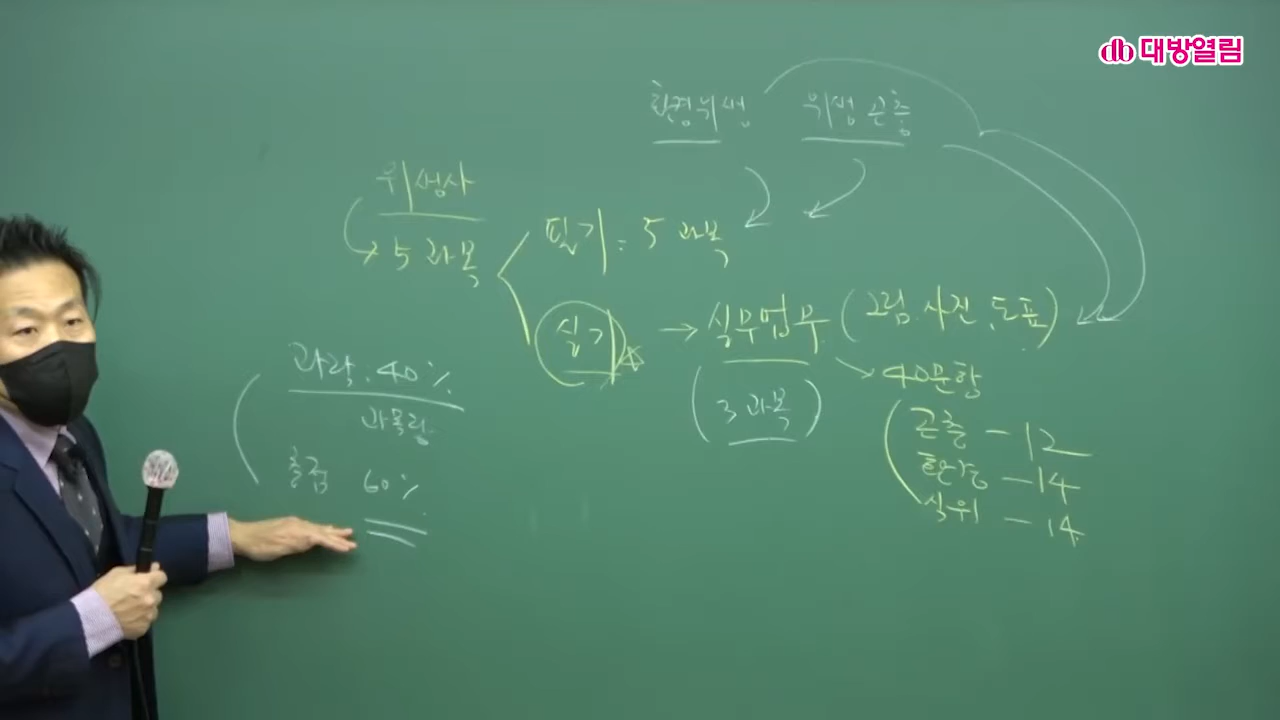 대방열림
환경위생 위생곤충
위생사
5과목
필기 : 5과목
실기 → 실무법무 (그림, 사진, 도표)
과락. 40%
40문항
3과목
과목당
곤충 - 12
총점 60%
환경 - 14
식위 - 14